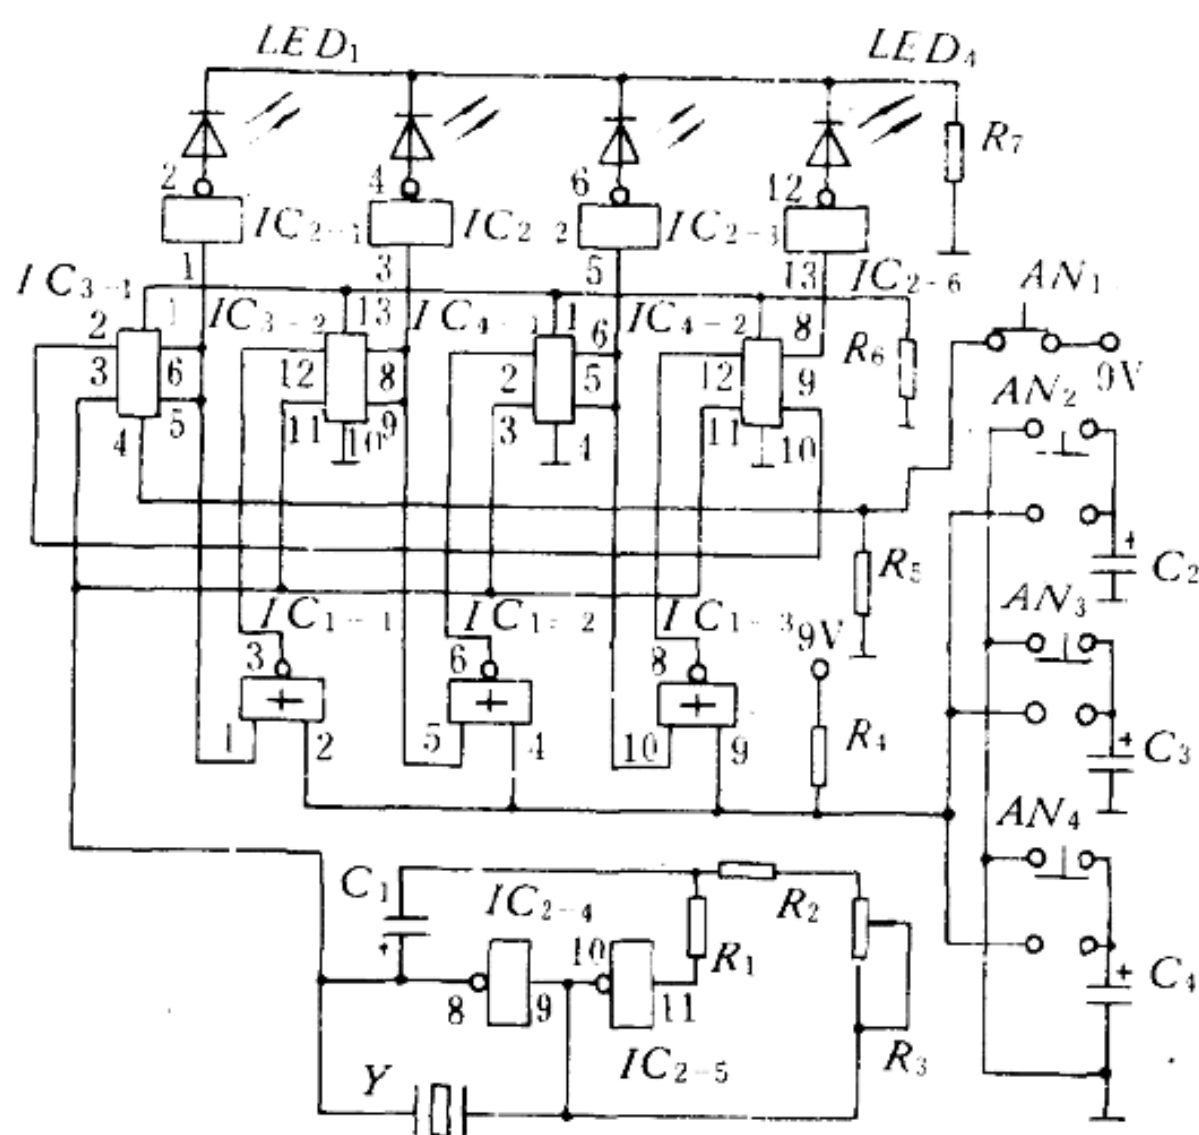 LED₁ LED₄
R₇
2 4 6 12
IC₂₋₁ IC₂₋₂ IC₂₋₃
1 3 5 13 IC₂₋₆ AN₁
IC₃₋₁ 1 IC₃₋₂ 13 IC₄₋₁ 1 6 IC₄₋₂ 8
2 R₆ 9V
3 6 12 8 2 5 12 9 AN₂
4 5 11 10 9 3 4 11 10
+
R₅ C₂
AN₃
IC₁₋₁ IC₁₋₂ IC₁₋₃ 9V
3 6 8
+ + +
1 2 5 4 10 9 R₄ + C₃
AN₄
C₁ IC₂₋₄ R₂
+ 10 R₁ + C₄
8 9 11
IC₂₋₅ R₃
Y